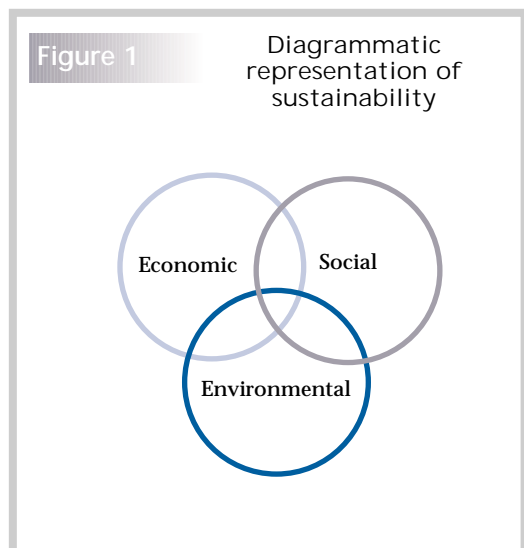 Figure 1
Diagrammatic
representation of
sustainability
Economic
Social
Environmental